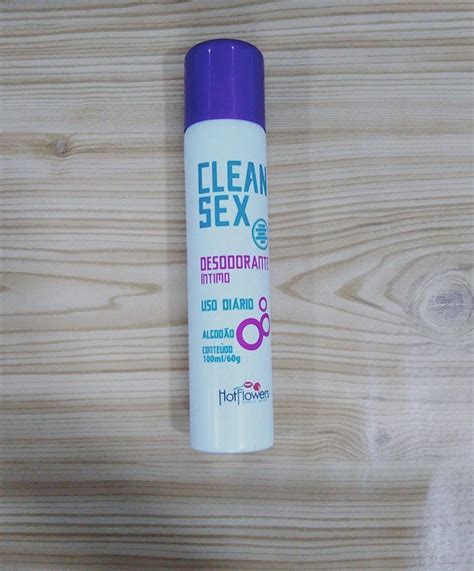 CLEAN
SEX
DESODORANTE
ÍNTIMO
USO DIÁRIO
ALGODÃO
CONTEÚDO
100ml/60g
HotFlowers